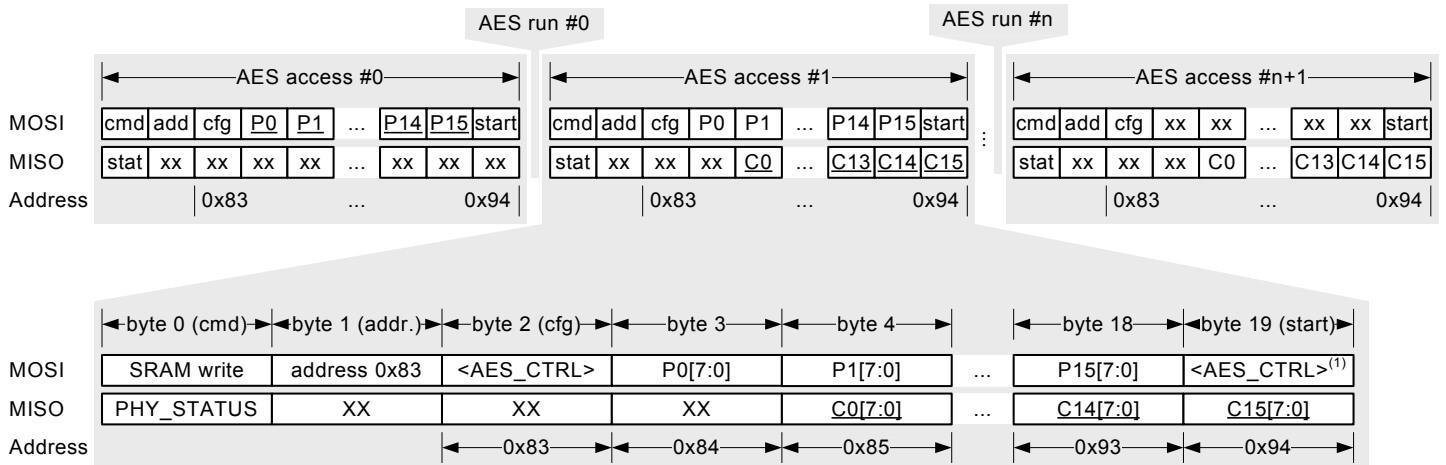 AES run #0 AES run #n
AES access #0 AES access #1 AES access #n+1
MOSI cmd add cfg P0 P1 ... P14 P15 start cmd add cfg P0 P1 ... P14 P15 start ... cmd add cfg xx xx ... xx xx start
MISO stat xx xx xx xx ... xx xx xx stat xx xx xx C0 ... C13 C14 C15 stat xx xx xx C0 ... C13 C14 C15
Address 0x83 ... 0x94 0x83 ... 0x94 0x83 ... 0x94
byte 0 (cmd) byte 1 (addr.) byte 2 (cfg) byte 3 byte 4 byte 18 byte 19 (start)
MOSI SRAM write address 0x83 <AES_CTRL> P0[7:0] P1[7:0] ... P15[7:0] <AES_CTRL>(1)
MISO PHY_STATUS XX XX XX C0[7:0] ... C14[7:0] C15[7:0]
Address 0x83 0x84 0x85 0x93 0x94